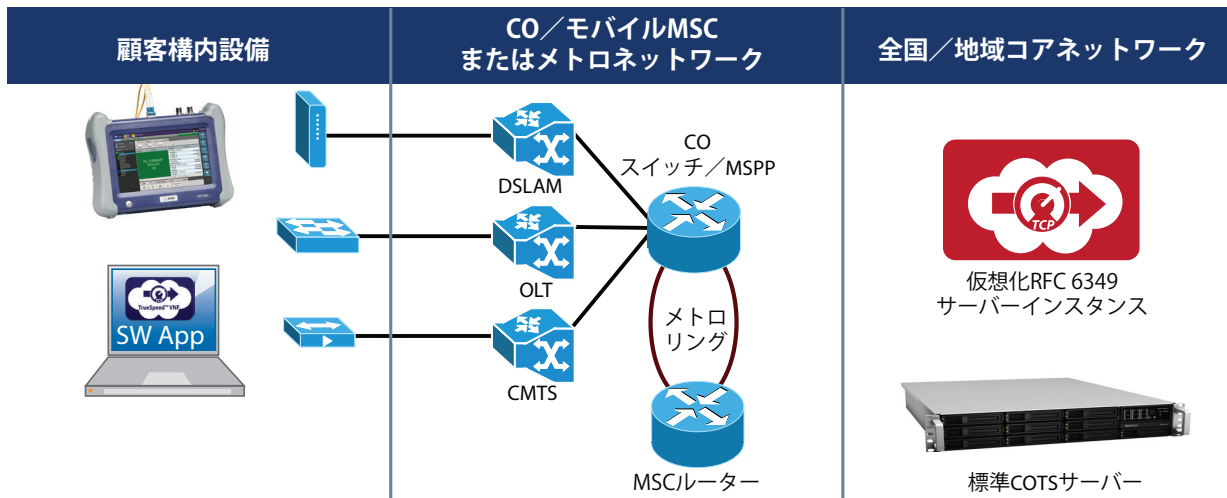 顧客構内設備
CO／モバイルMSC
またはメトロネットワーク
全国／地域コアネットワーク
DSLAM
OLT
CMTS
CO
スイッチ／MSPP
メトロ
リング
MSCルーター
TrueSpeed™ VNF
SW App
TCP
仮想化RFC 6349
サーバーインスタンス
標準COTSサーバー